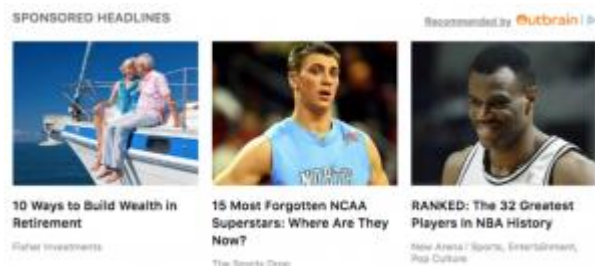 SPONSORED HEADLINES
Recommended by Outbrain
NORTH
10 Ways to Build Wealth in
Retirement
Fisher Investments
15 Most Forgotten NCAA
Superstars: Where Are They
Now?
The Sports Drop
RANKED: The 32 Greatest
Players in NBA History
New Arena | Sports, Entertainment,
Pop Culture